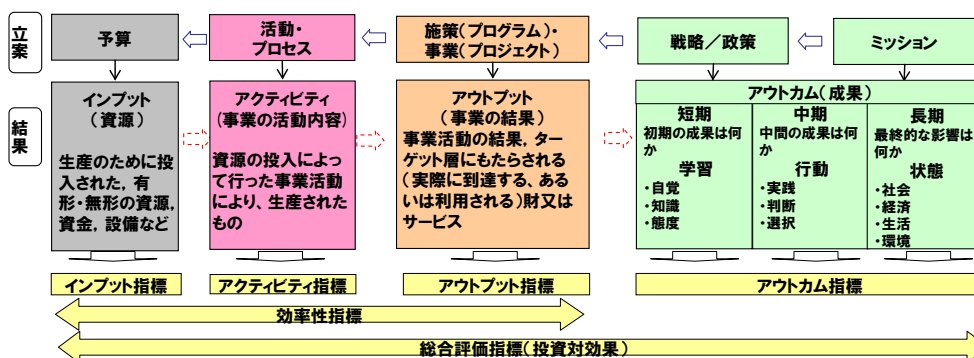 立案
予算
活動・
プロセス
施策(プログラム)・
事業(プロジェクト)
戦略/政策
ミッション
結果
インプット
(資源)
生産のために投
入された, 有
形・無形の資源,
資金, 設備など
アクティビティ
(事業の活動内容)
資源の投入によっ
て行った事業活動
により、生産された
もの
アウトプット
(事業の結果)
事業活動の結果, ター
ゲット層にもたらされる
(実際に到達する、ある
いは利用される)財又は
サービス
アウトカム(成果)
短期
初期の成果は何
か
学習
・自覚
・知識
・態度
中期
中間の成果は何
か
行動
・実践
・判断
・選択
長期
最終的な影響は
何か
状態
・社会
・経済
・生活
・環境
インプット指標
アクティビティ指標
アウトプット指標
アウトカム指標
効率性指標
総合評価指標(投資対効果)